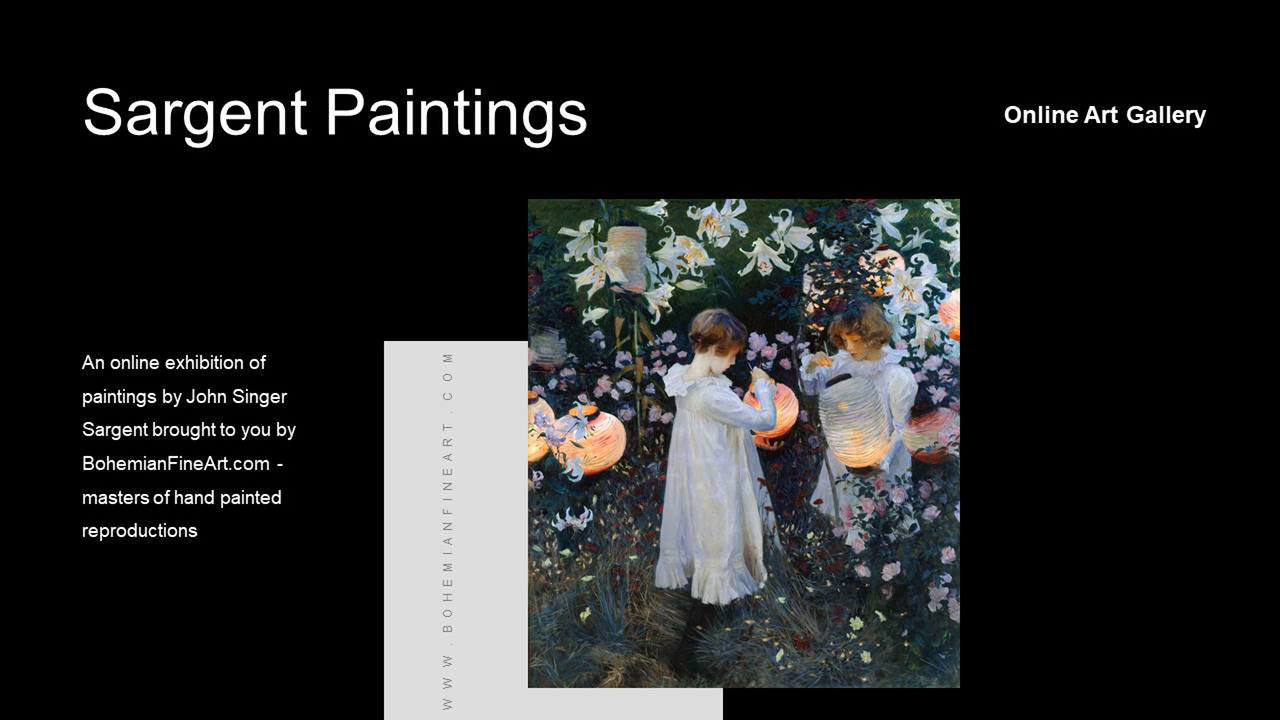 Sargent Paintings
Online Art Gallery
An online exhibition of
paintings by John Singer
Sargent brought to you by
BohemianFineArt.com -
masters of hand painted
reproductions
WWW.BOHEMIANFINEART.COM